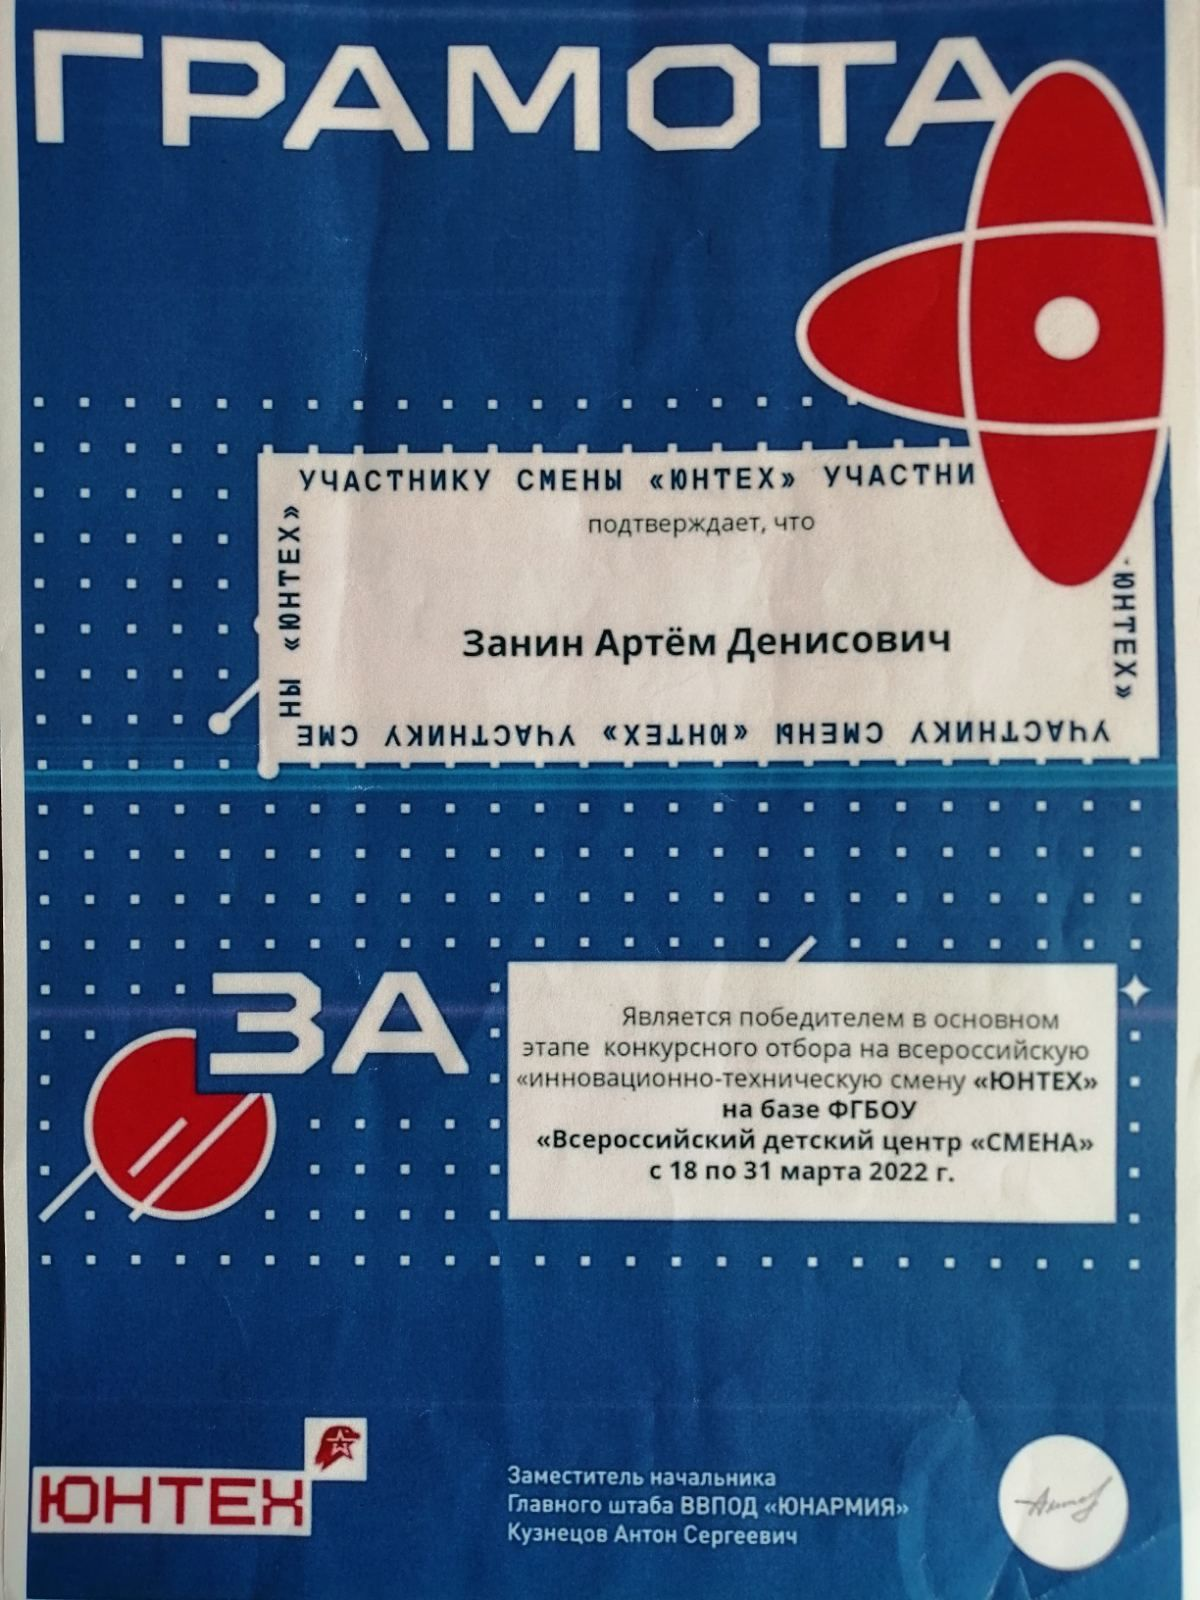 ГРАМОТА
УЧАСТНИКУ СМЕНЫ «ЮНТЕХ» УЧАСТНИ
ЮНТЕХ»
УЧАСТНИКУ СМЕНЫ «ЮНТЕХ» УЧАСТНИКУ СМЕ
НЫ «ЮНТЕХ»
подтверждает, что
Занин Артём Денисович
ЗА
Является победителем в основном
этапе конкурсного отбора на всероссийскую
«инновационно-техническую смену «ЮНТЕХ»
на базе ФГБОУ
«Всероссийский детский центр «СМЕНА»
с 18 по 31 марта 2022 г.
ЮНТЕХ
Заместитель начальника
Главного штаба ВВПОД «ЮНАРМИЯ»
Кузнецов Антон Сергеевич